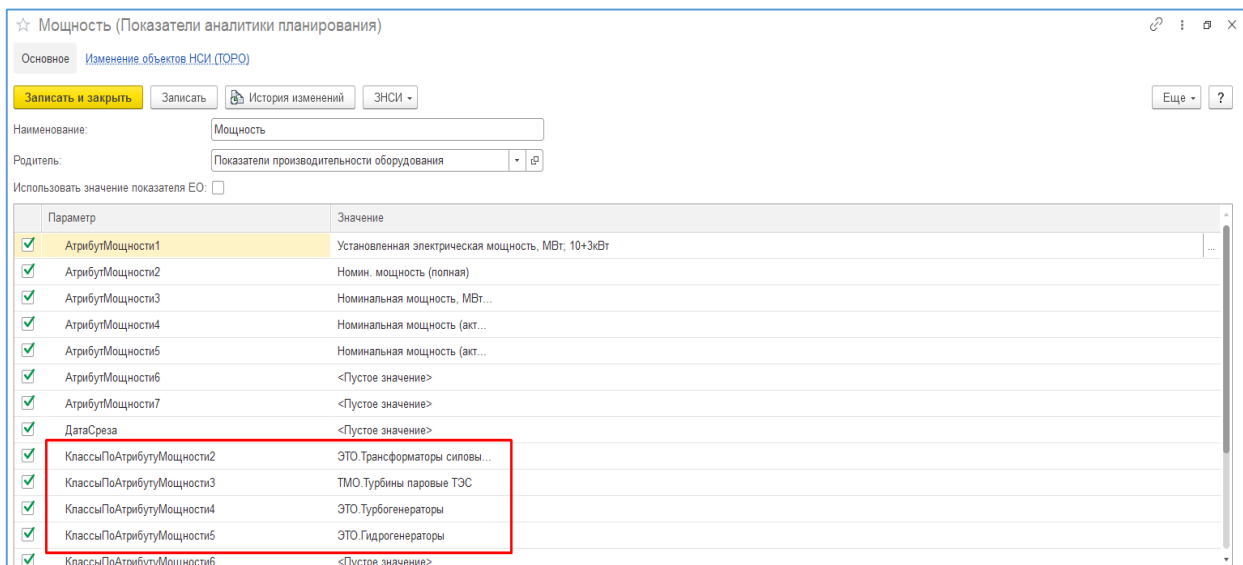 Мощность (Показатели аналитики планирования)
Основное Изменение объектов НСИ (ТОРО)
Записать и закрыть Записать История изменений ЗНСИ Еще ?
Наименование: Мощность
Родитель: Показатели производительности оборудования
Использовать значение показателя ЕО:
Параметр Значение
АтрибутМощности1 Установленная электрическая мощность, МВт; 10+3кВт ...
АтрибутМощности2 Номин. мощность (полная)
АтрибутМощности3 Номинальная мощность, МВт...
АтрибутМощности4 Номинальная мощность (акт...
АтрибутМощности5 Номинальная мощность (акт...
АтрибутМощности6 <Пустое значение>
АтрибутМощности7 <Пустое значение>
ДатаСреза <Пустое значение>
КлассыПоАтрибутуМощности2 ЭТО.Трансформаторы силовы...
КлассыПоАтрибутуМощности3 ТМО.Турбины паровые ТЭС
КлассыПоАтрибутуМощности4 ЭТО.Турбогенераторы
КлассыПоАтрибутуМощности5 ЭТО.Гидрогенераторы
КлассыПоАтрибутуМощности6 <Пустое значение>